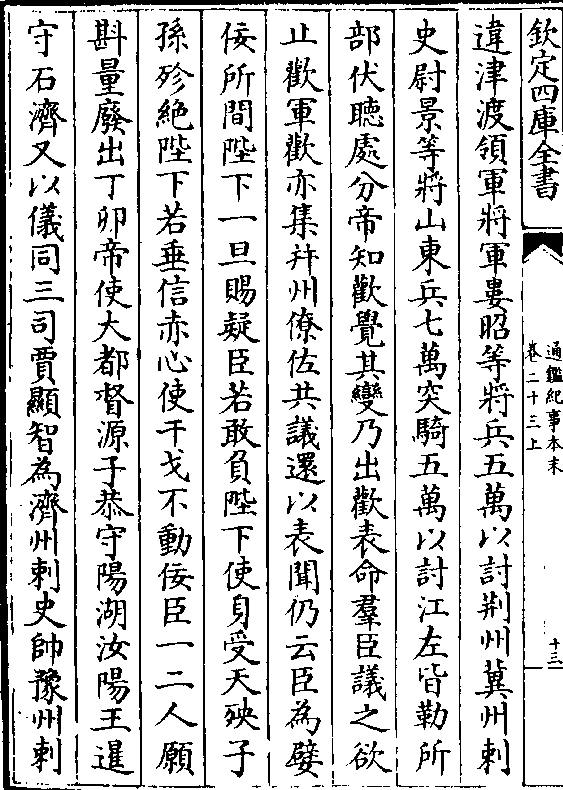 欽定四庫全書
通鑑紀事本末
卷二十三上
十三
違津渡領軍將軍婁昭等將兵五萬以討荆州冀州刺
史尉景等將山東兵七萬突騎五萬以討江左皆勒所
部伏聽處分帝知歡覺其變乃出歡表命羣臣議之欲
止歡軍歡亦集并州僚佐共議還以表聞仍云臣為嬖
佞所間陛下一旦賜疑臣若敢負陛下使身受天殃子
孫殄絶陛下若垂信赤心使干戈不動佞臣一二人願
斟量廢出丁卯帝使大都督源子恭守陽湖汝陽王暹
守石濟又以儀同三司賈顯智為濟州刺史帥豫州刺